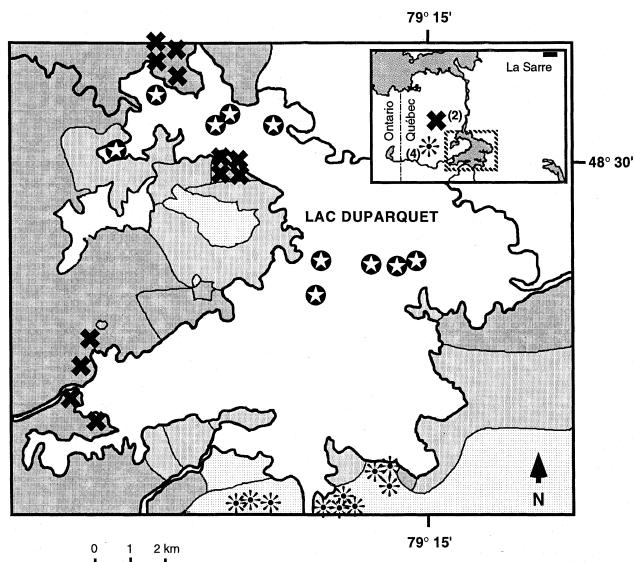 79° 15'
La Sarre
Ontario
Québec
(2)
(4)
48° 30'
LAC DUPARQUET
N
79° 15'
0 1 2 km